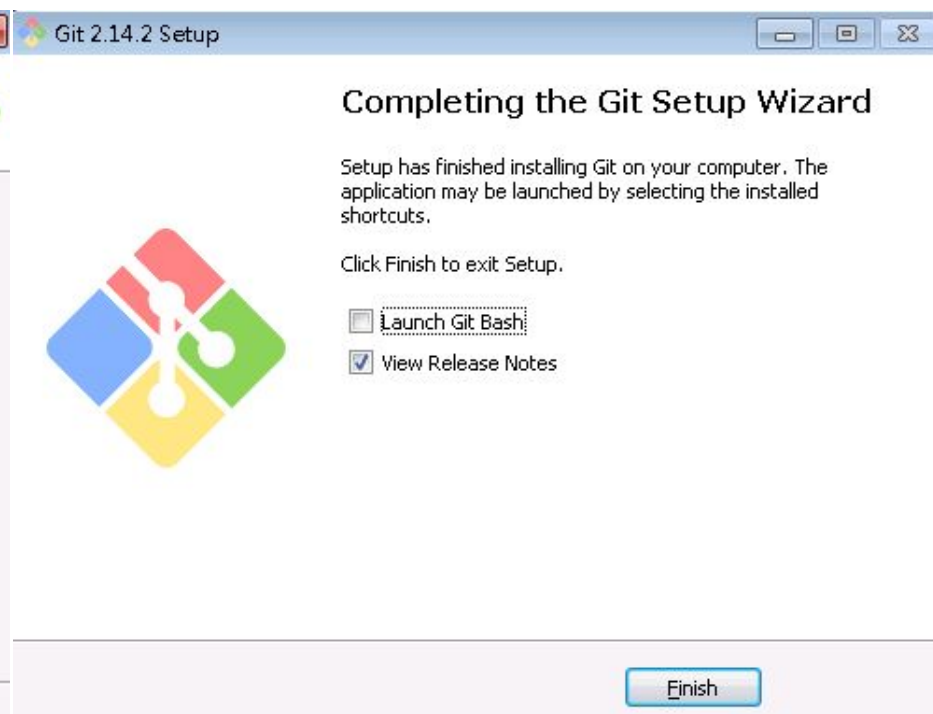 Git 2.14.2 Setup
Completing the Git Setup Wizard
Setup has finished installing Git on your computer. The
application may be launched by selecting the installed
shortcuts.
Click Finish to exit Setup.
Launch Git Bash
View Release Notes
Finish